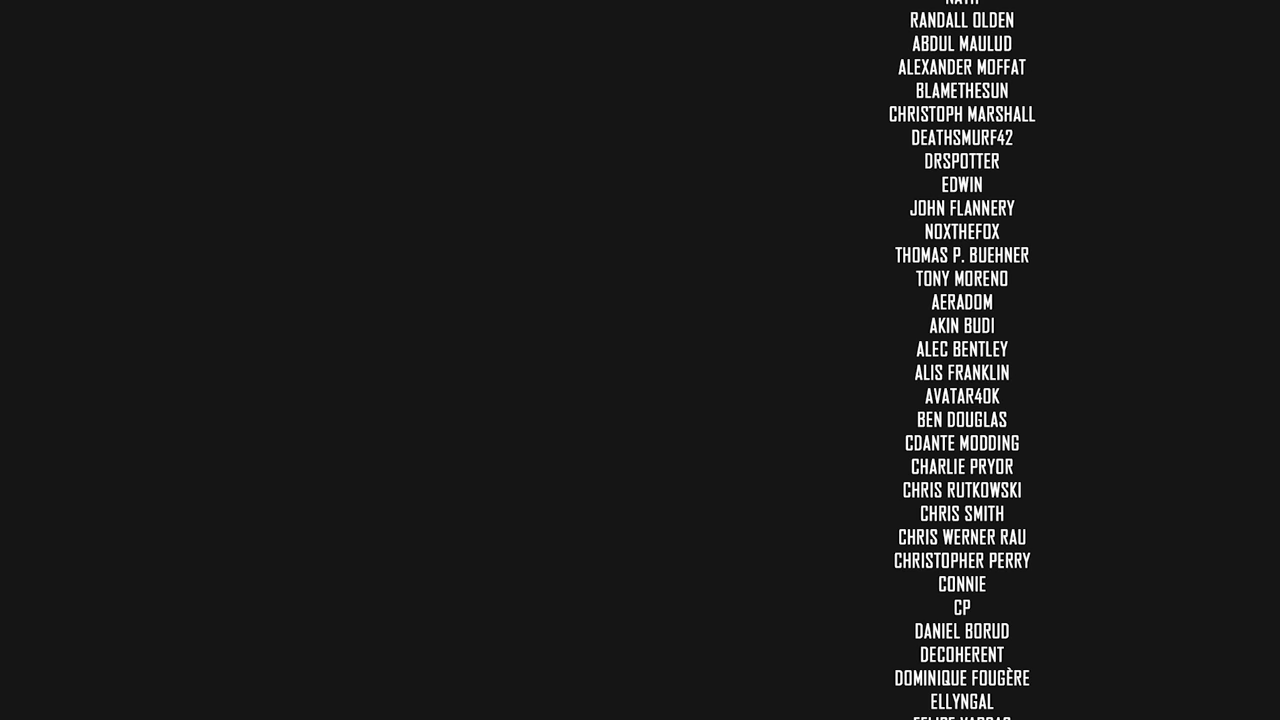 RANDALL OLDEN
ABDUL MAULUD
ALEXANDER MOFFAT
BLAMETHESUN
CHRISTOPH MARSHALL
DEATHSMURF42
DRSPOTTER
EDWIN
JOHN FLANNERY
NOXTHEFOX
THOMAS P. BUEHNER
TONY MORENO
AERADOM
AKIN BUDI
ALEC BENTLEY
ALIS FRANKLIN
AVATAR40K
BEN DOUGLAS
CDANTE MODDING
CHARLIE PRYOR
CHRIS RUTKOWSKI
CHRIS SMITH
CHRIS WERNER RAU
CHRISTOPHER PERRY
CONNIE
CP
DANIEL BORUD
DECOHERENT
DOMINIQUE FOUGÈRE
ELLYNGAL